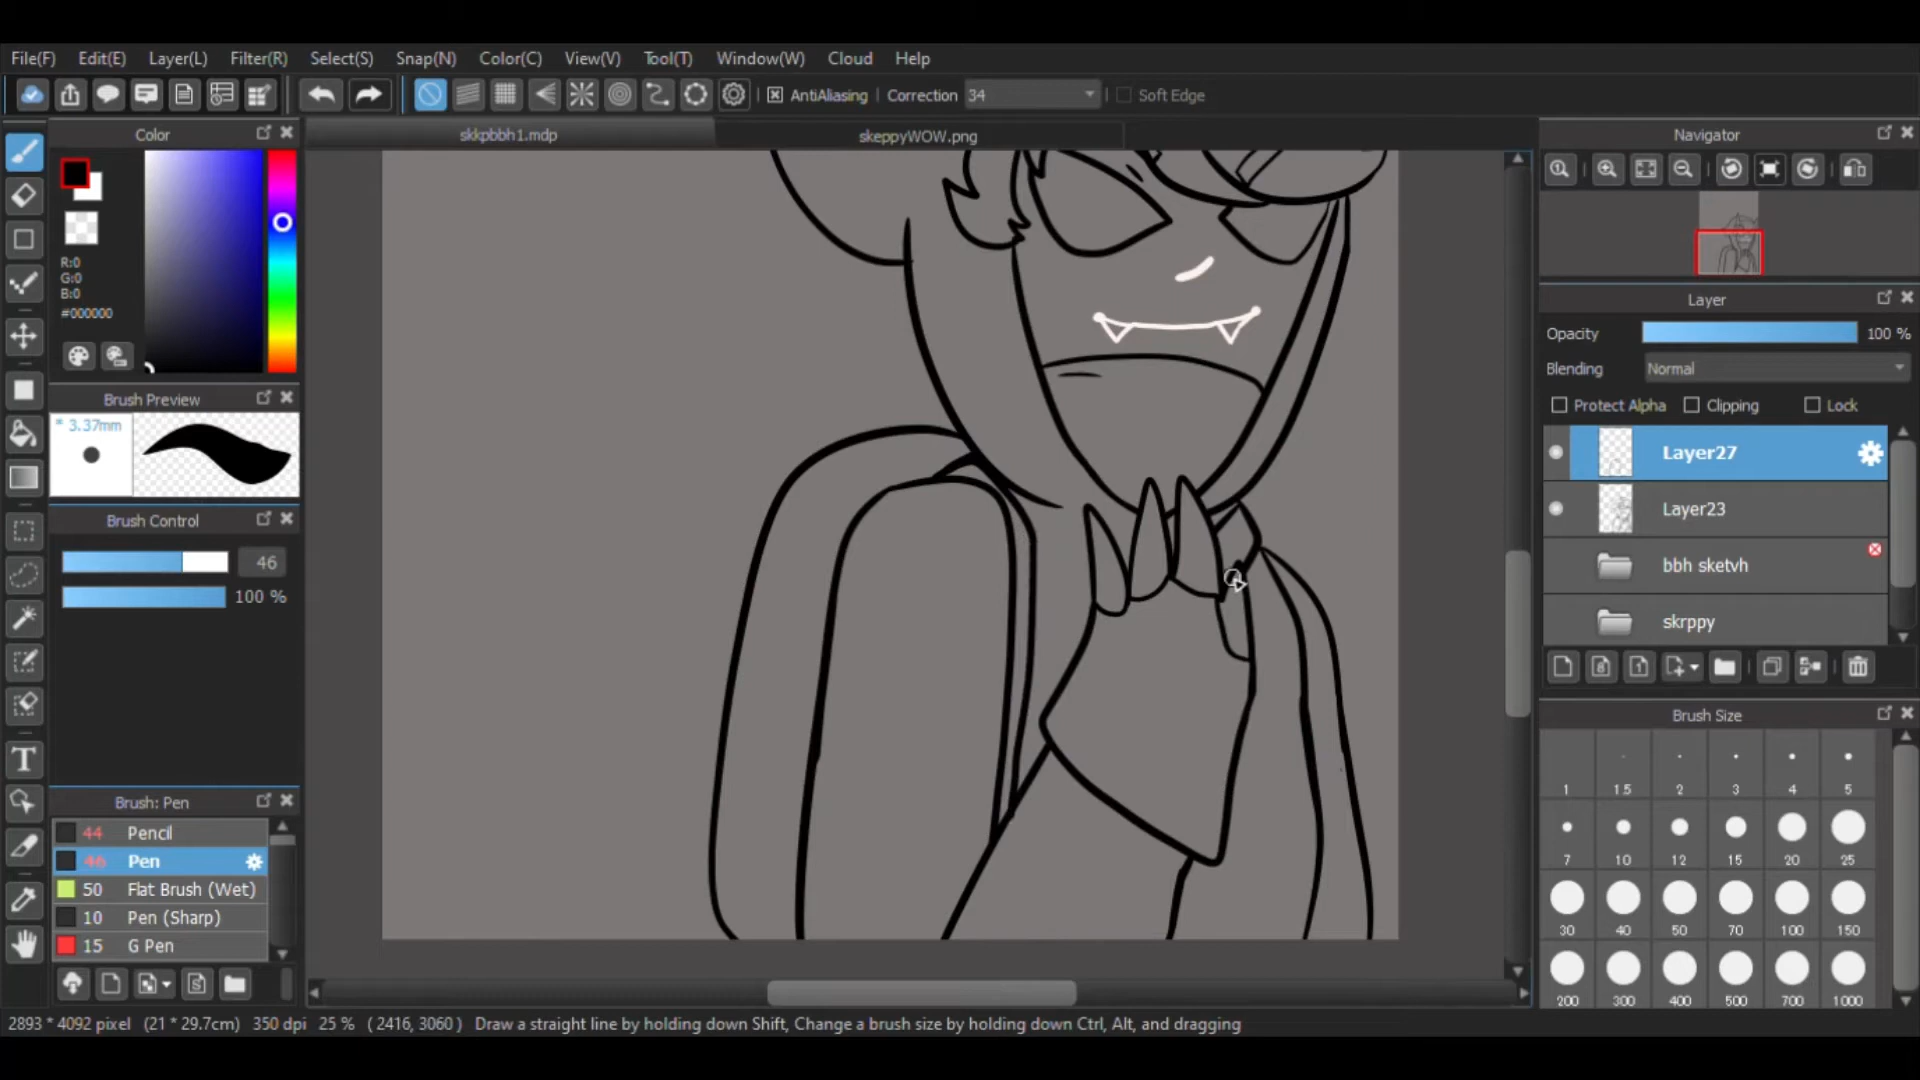 File(F) Edit(E) Layer(L) Filter(R) Select(S) Snap(N) Color(C) View(V) Tool(T) Window(W) Cloud Help
AntiAliasing Correction 34 Soft Edge
Color
skkpbbh1.mdp skeppyWOW.png
Navigator
R:0
G:0
B:0
#000000
Layer
Opacity 100 %
Blending Normal
Protect Alpha Clipping Lock
Brush Preview
* 3.37mm
Layer27
Layer23
bbh sketvh
skrppy
Brush Control
46
100 %
Brush Size
1 1.5 2 3 4 5
7 10 12 15 20 25
30 40 50 70 100 150
200 300 400 500 700 1000
Brush: Pen
44 Pencil
46 Pen
50 Flat Brush (Wet)
10 Pen (Sharp)
15 G Pen
T
2893 * 4092 pixel (21 * 29.7cm) 350 dpi 25 % ( 2416, 3060 ) Draw a straight line by holding down Shift, Change a brush size by holding down Ctrl, Alt, and dragging